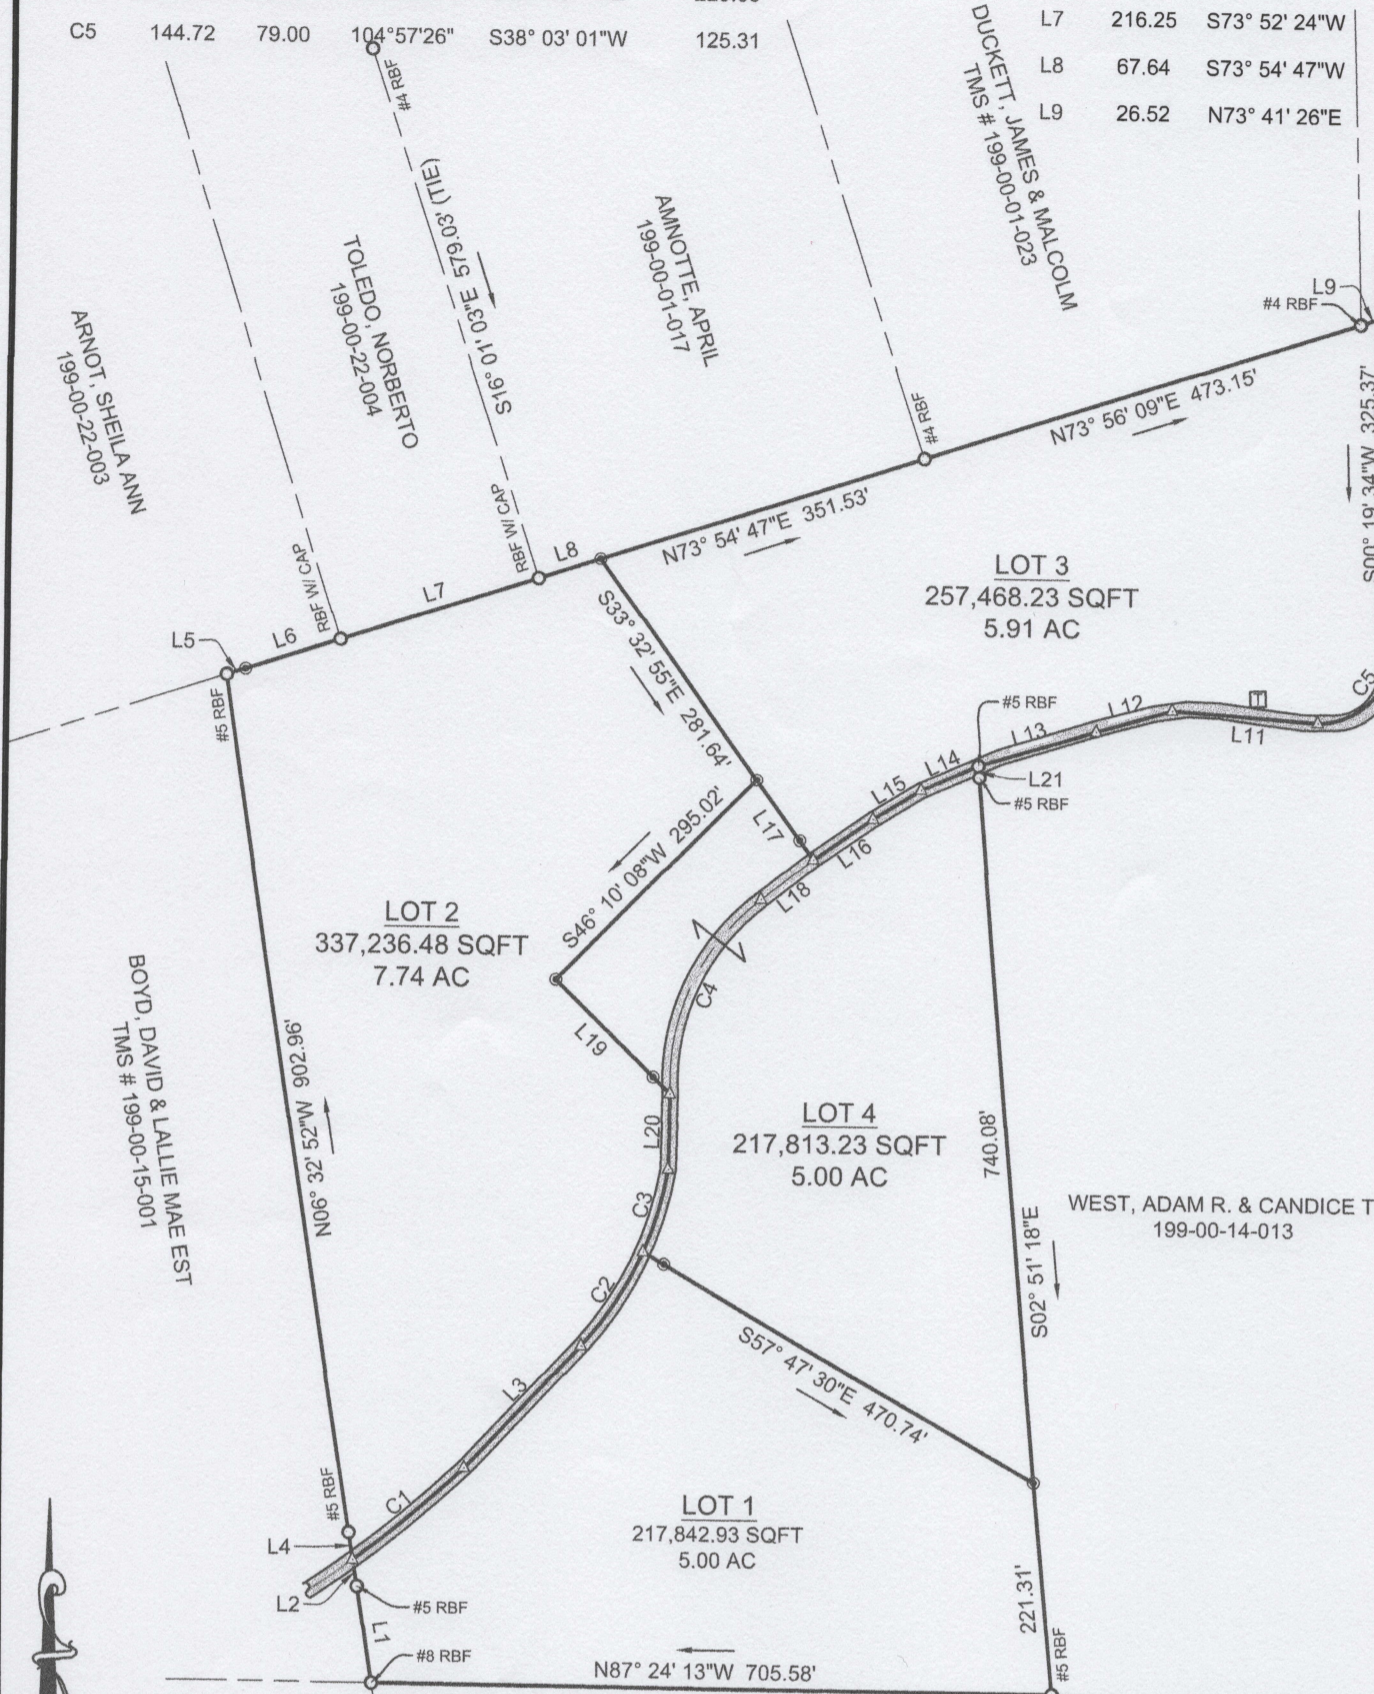 C5 144.72 79.00 104°57'26" S38° 03' 01"W 125.31
L7 216.25 S73° 52' 24"W
L8 67.64 S73° 54' 47"W
L9 26.52 N73° 41' 26"E
#4 RBF
S16° 01' 03"E 579.03' (TIE)
DUCKETT, JAMES & MALCOLM
TMS # 199-00-01-023
AMNOTTE, APRIL
199-00-01-017
TOLEDO, NORBERTO
199-00-22-004
ARNOT, SHEILA ANN
199-00-22-003
L9
#4 RBF
N73° 56' 09"E 473.15'
S00° 19' 34"W 325.37'
#4 RBF
N73° 54' 47"E 351.53'
RBF W/ CAP
L8
RBF W/ CAP
L7
L6
L5
#5 RBF
LOT 3
257,468.23 SQFT
5.91 AC
S33° 32' 55"E 281.64'
#5 RBF
C5
L11
L12
L13
L14
L21
#5 RBF
L15
L16
L17
L18
S46° 10' 08"W 295.02'
LOT 2
337,236.48 SQFT
7.74 AC
C4
L19
BOYD, DAVID & LALLIE MAE EST
TMS # 199-00-15-001
N06° 32' 52"W 902.96'
L20
LOT 4
217,813.23 SQFT
5.00 AC
740.08'
S02° 51' 18"E
WEST, ADAM R. & CANDICE T
199-00-14-013
C3
C2
S57° 47' 30"E 470.74'
L3
C1
#5 RBF
L4
L2
#5 RBF
L1
#8 RBF
LOT 1
217,842.93 SQFT
5.00 AC
221.31'
#5 RBF
N87° 24' 13"W 705.58'